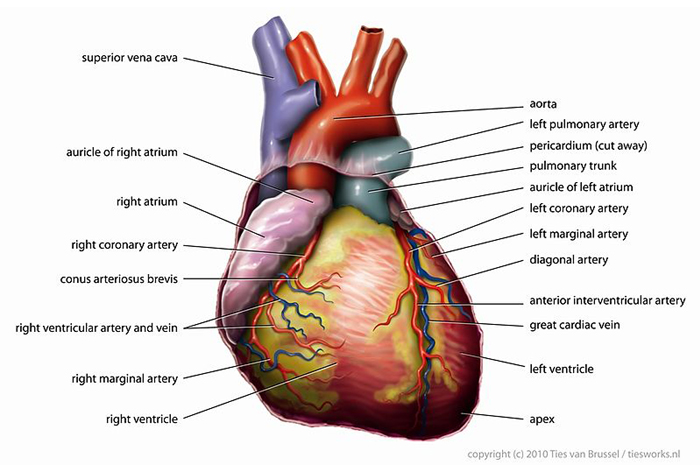 superior vena cava
auricle of right atrium
right atrium
right coronary artery
conus arteriosus brevis
right ventricular artery and vein
right marginal artery
right ventricle
aorta
left pulmonary artery
pericardium (cut away)
pulmonary trunk
auricle of left atrium
left coronary artery
left marginal artery
diagonal artery
anterior interventricular artery
great cardiac vein
left ventricle
apex
copyright (c) 2010 Ties van Brussel / tiesworks.nl